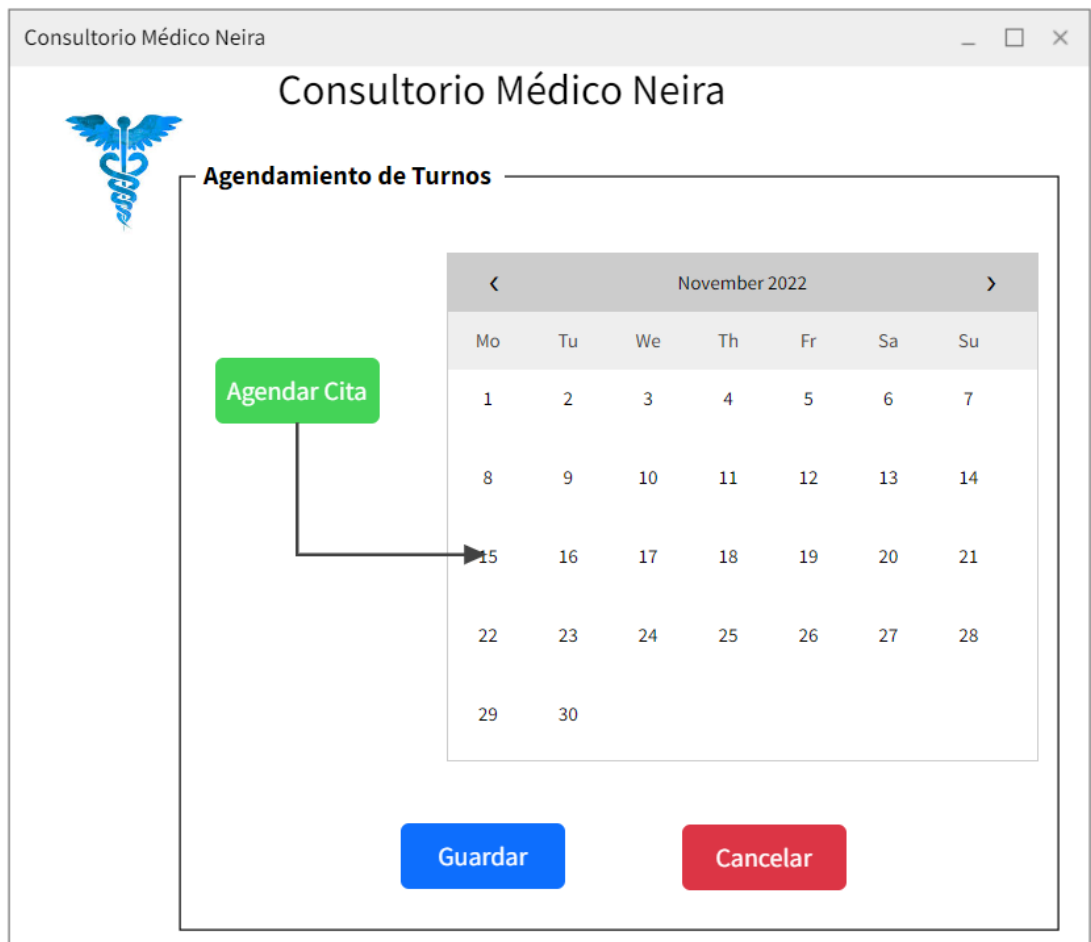 Consultorio Médico Neira
Consultorio Médico Neira
Agendamiento de Turnos
November 2022
Mo Tu We Th Fr Sa Su
Agendar Cita
1 2 3 4 5 6 7
8 9 10 11 12 13 14
15 16 17 18 19 20 21
22 23 24 25 26 27 28
29 30
Guardar Cancelar